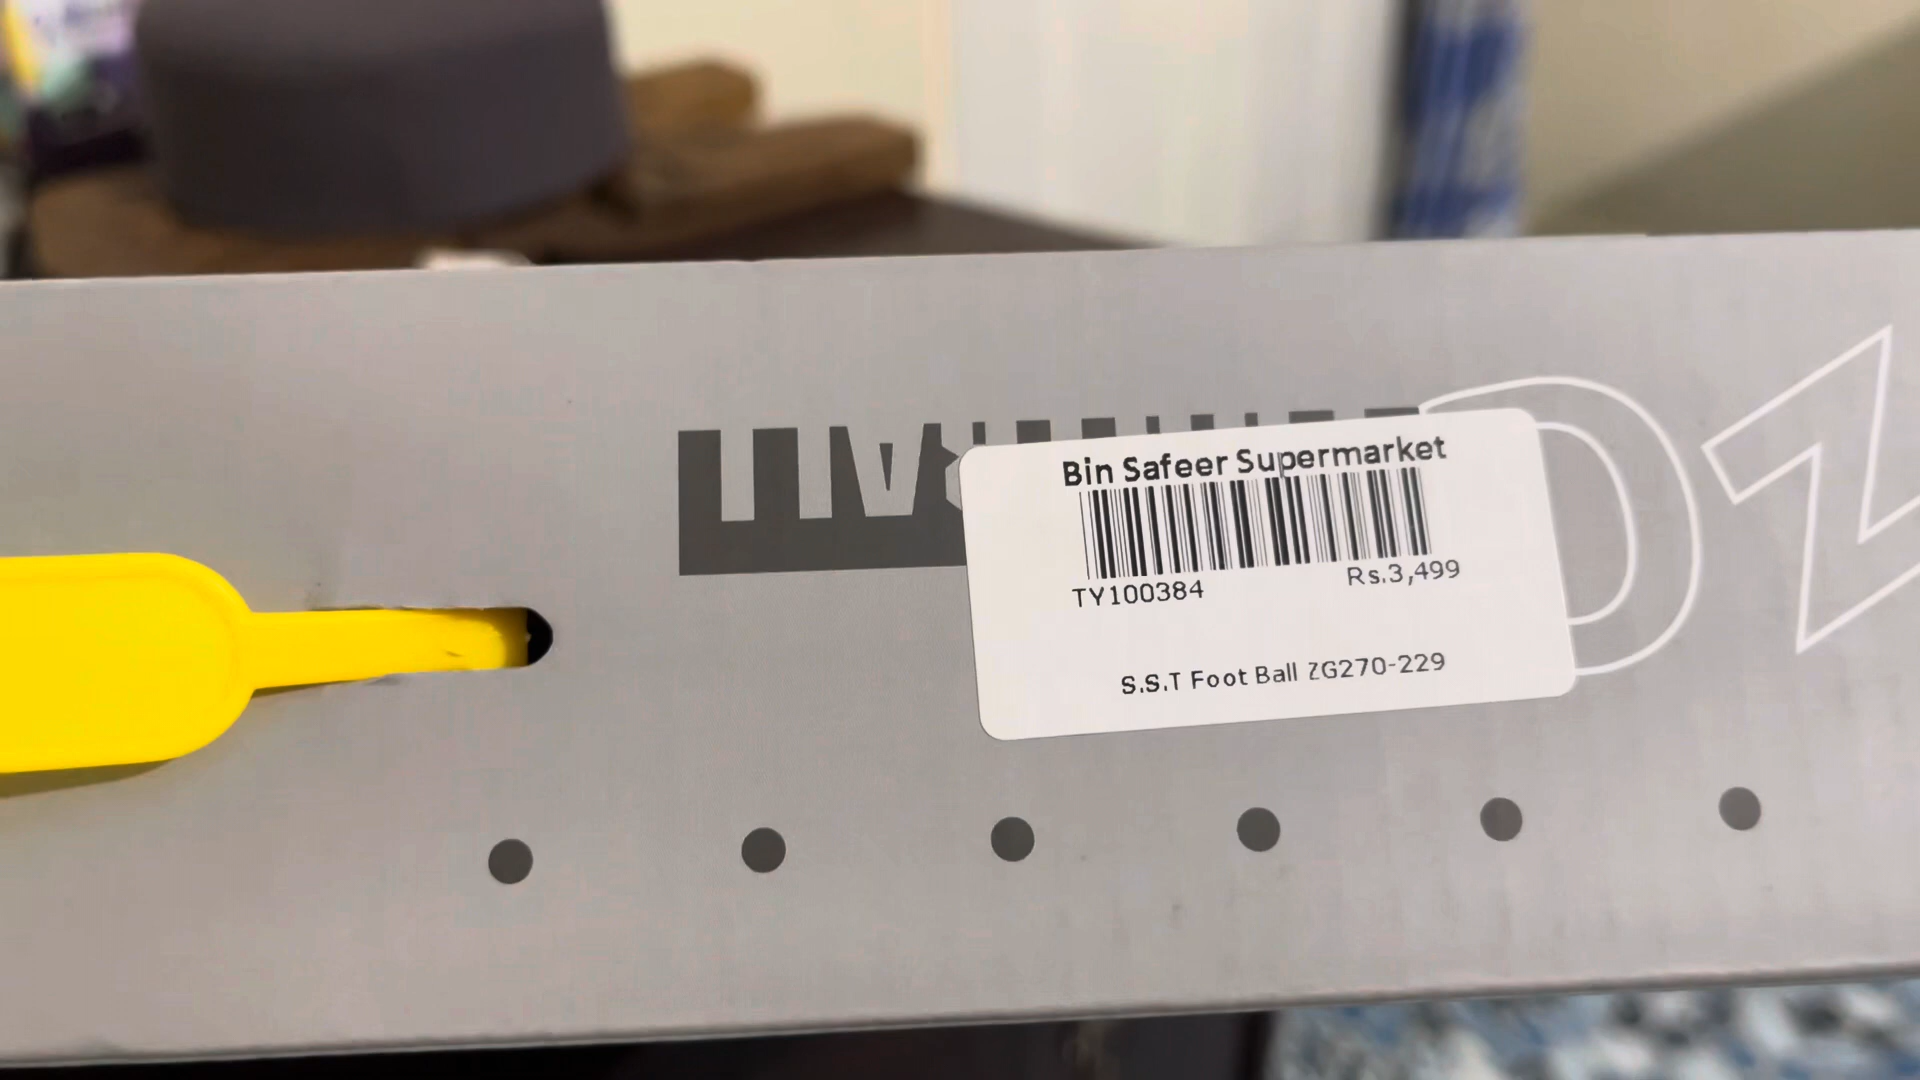 Bin Safeer Supermarket
TY100384 Rs.3,499
S.S.T Foot Ball ZG270-229